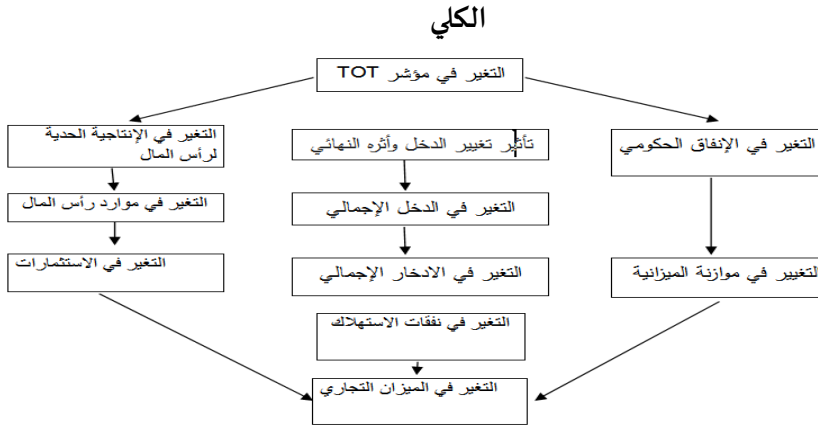 الكلي
التغير في مؤشر TOT
التغير في الإنتاجية الحدية
لرأس المال
تأثير تغيير الدخل وأثره النهائي
التغير في الإنفاق الحكومي
التغير في موارد رأس المال
التغير في الدخل الإجمالي
التغير في الاستثمارات
التغير في الادخار الإجمالي
التغيير في موازنة الميزانية
التغير في نفقات الاستهلاك
التغير في الميزان التجاري